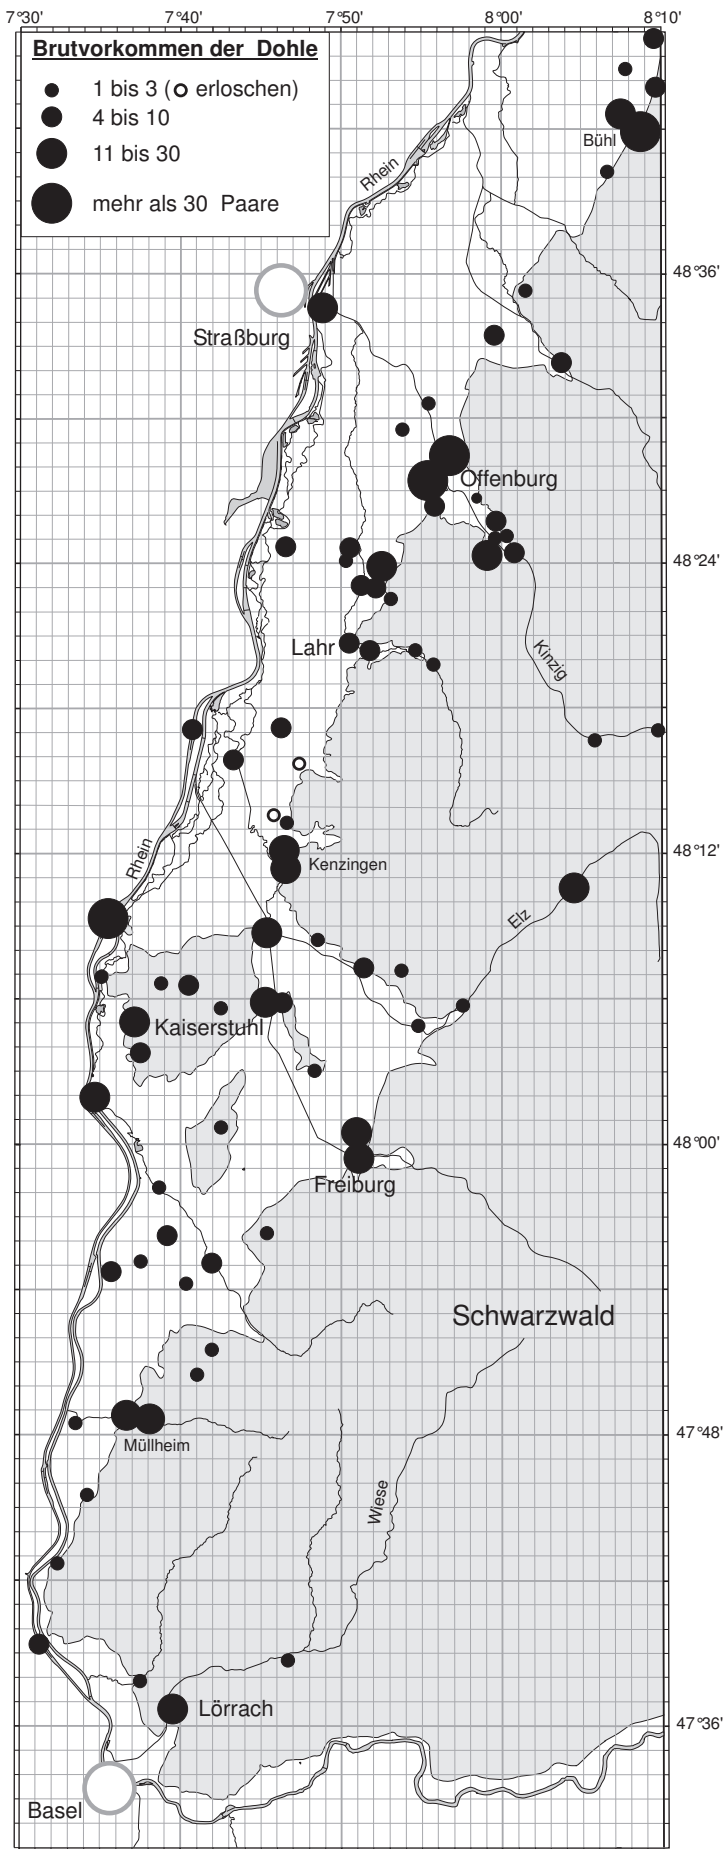 7°30' 7°40' 7°50' 8°00' 8°10'
Brutvorkommen der Dohle
1 bis 3 ( erloschen)
4 bis 10
11 bis 30
mehr als 30 Paare
Bühl
Rhein
48°36'
Straßburg
Offenburg
48°24'
Lahr
Kinzig
Rhein
48°12'
Kenzingen
Elz
Kaiserstuhl
48°00'
Freiburg
Schwarzwald
47°48'
Müllheim
Wiese
Lörrach
47°36'
Basel